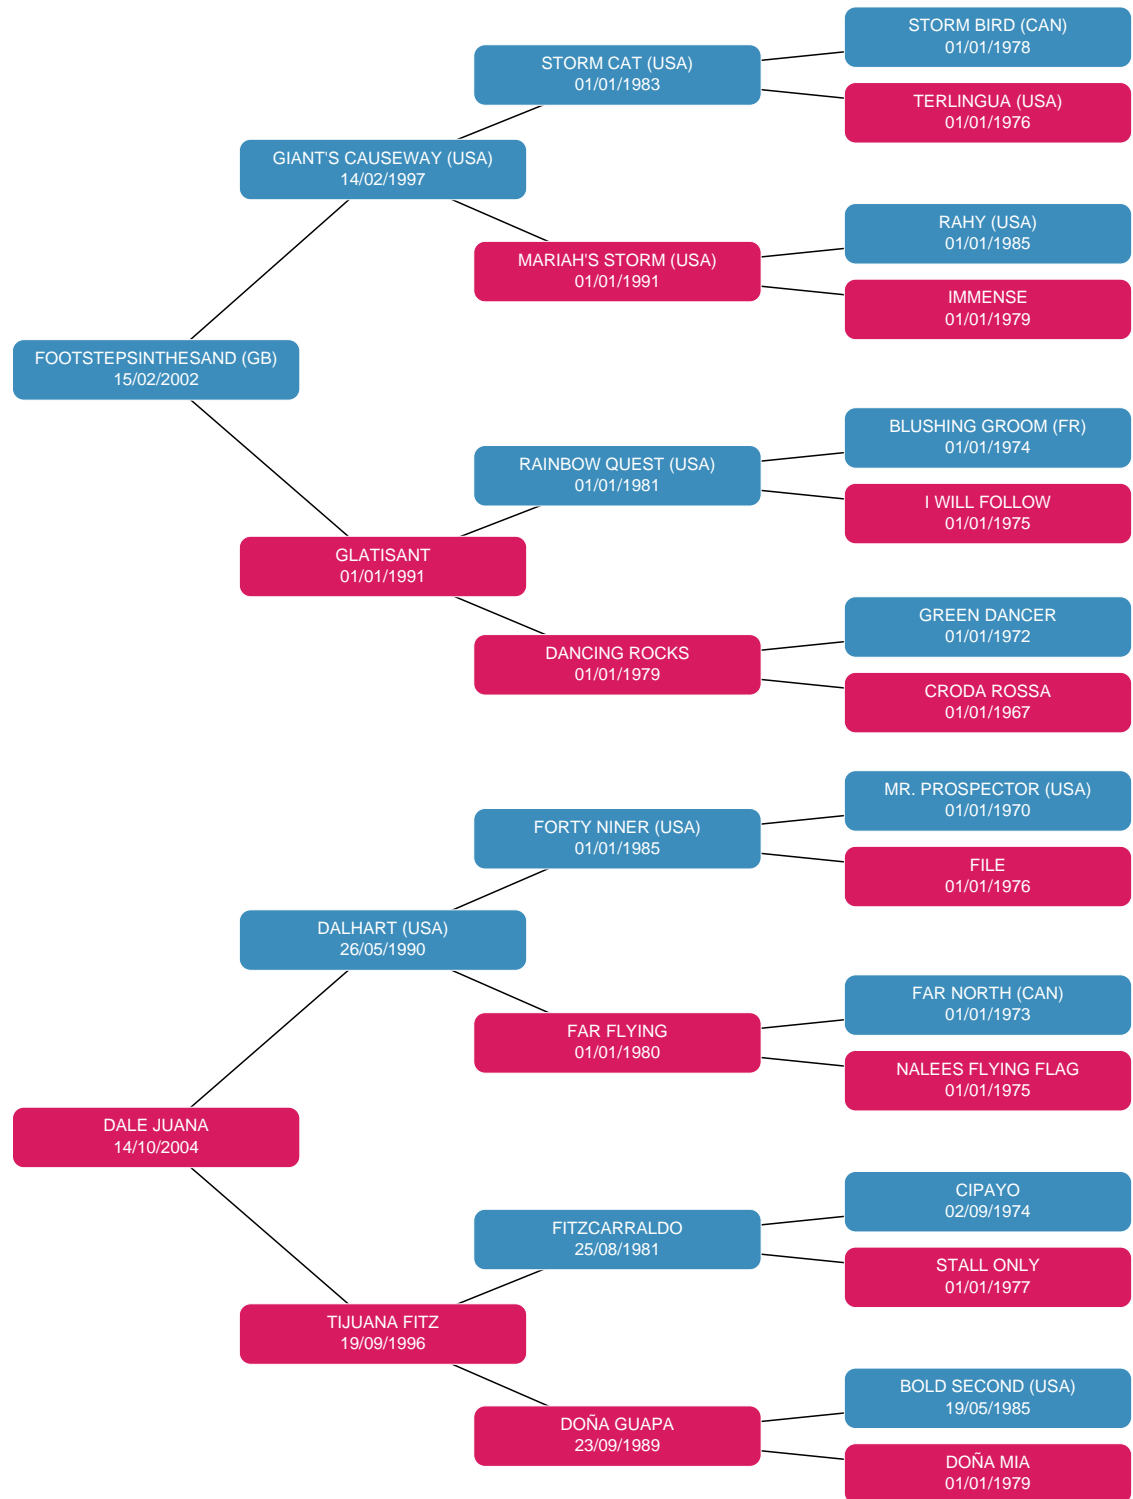 STORM BIRD (CAN)
01/01/1978
STORM CAT (USA)
01/01/1983
TERLINGUA (USA)
01/01/1976
GIANT'S CAUSEWAY (USA)
14/02/1997
RAHY (USA)
01/01/1985
MARIAH'S STORM (USA)
01/01/1991
IMMENSE
01/01/1979
FOOTSTEPSINTHESAND (GB)
15/02/2002
BLUSHING GROOM (FR)
01/01/1974
RAINBOW QUEST (USA)
01/01/1981
I WILL FOLLOW
01/01/1975
GLATISANT
01/01/1991
GREEN DANCER
01/01/1972
DANCING ROCKS
01/01/1979
CRODA ROSSA
01/01/1967
MR. PROSPECTOR (USA)
01/01/1970
FORTY NINER (USA)
01/01/1985
FILE
01/01/1976
DALHART (USA)
26/05/1990
FAR NORTH (CAN)
01/01/1973
FAR FLYING
01/01/1980
NALEES FLYING FLAG
01/01/1975
DALE JUANA
14/10/2004
CIPAYO
02/09/1974
FITZCARRALDO
25/08/1981
STALL ONLY
01/01/1977
TIJUANA FITZ
19/09/1996
BOLD SECOND (USA)
19/05/1985
DOÑA GUAPA
23/09/1989
DOÑA MIA
01/01/1979